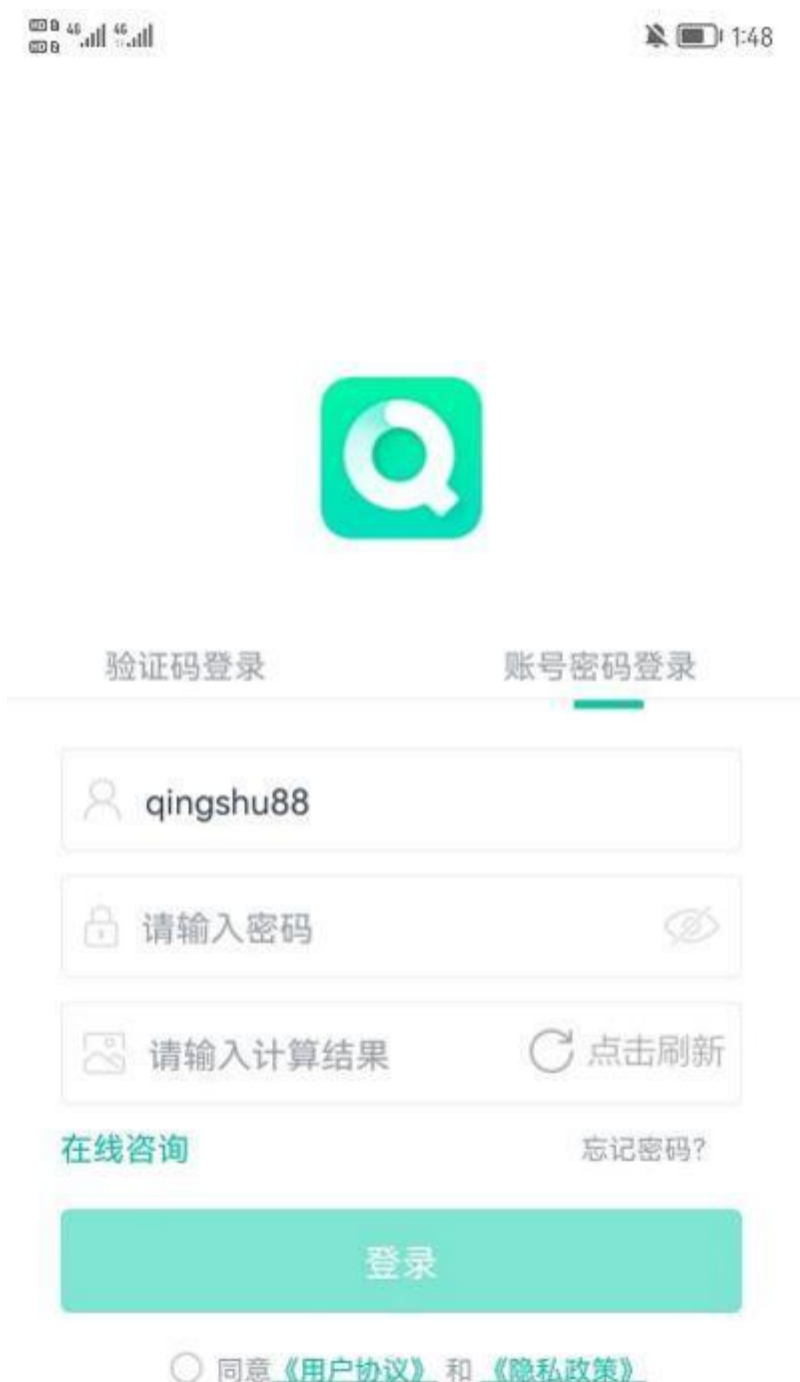 1:48
验证码登录 账号密码登录
qingshu88
请输入密码
请输入计算结果 点击刷新
在线咨询 忘记密码?
登录
同意《用户协议》 和 《隐私政策》